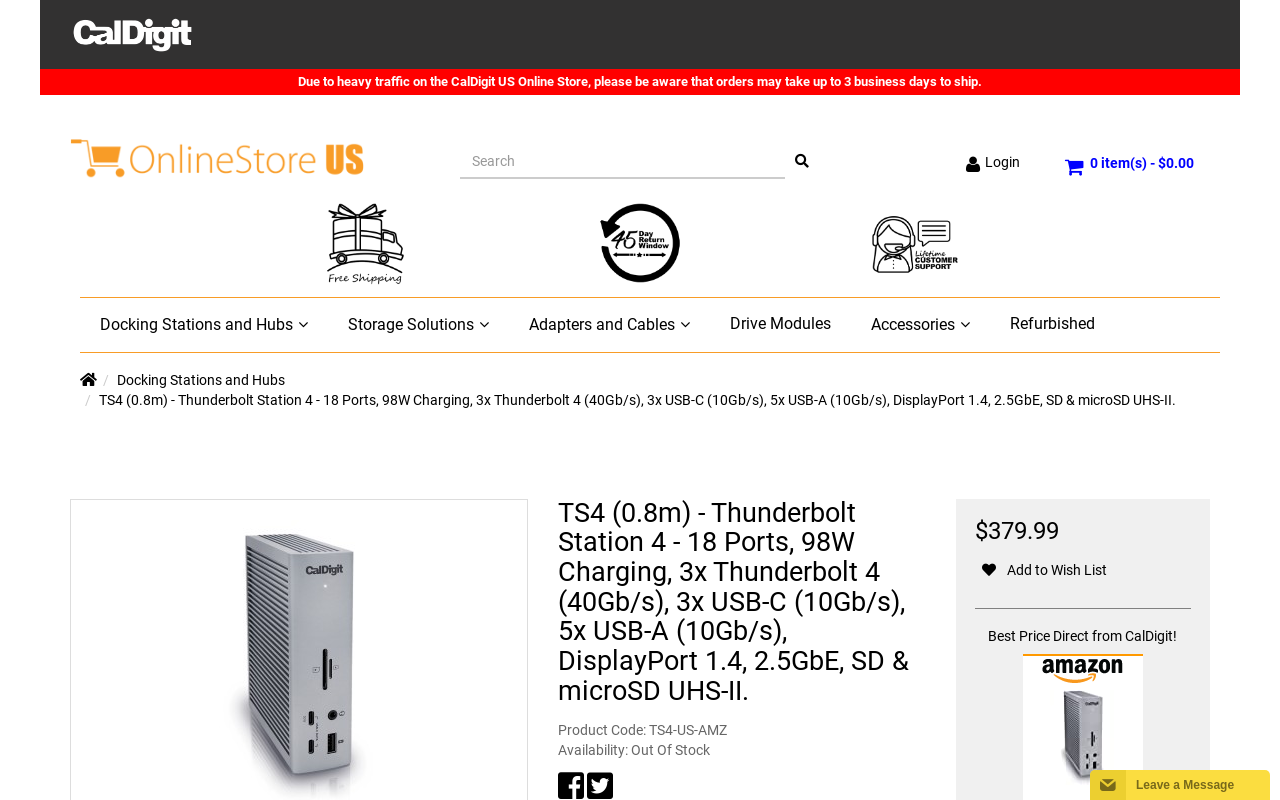 CalDigit
Due to heavy traffic on the CalDigit US Online Store, please be aware that orders may take up to 3 business days to ship.
OnlineStore US
Search
Login
0 item(s) - $0.00
Free Shipping
45 Day Return Window
Lifetime CUSTOMER SUPPORT
Docking Stations and Hubs
Storage Solutions
Adapters and Cables
Drive Modules
Accessories
Refurbished
/ Docking Stations and Hubs
/ TS4 (0.8m) - Thunderbolt Station 4 - 18 Ports, 98W Charging, 3x Thunderbolt 4 (40Gb/s), 3x USB-C (10Gb/s), 5x USB-A (10Gb/s), DisplayPort 1.4, 2.5GbE, SD & microSD UHS-II.
CalDigit
TS4 (0.8m) - Thunderbolt
Station 4 - 18 Ports, 98W
Charging, 3x Thunderbolt 4
(40Gb/s), 3x USB-C (10Gb/s),
5x USB-A (10Gb/s),
DisplayPort 1.4, 2.5GbE, SD &
microSD UHS-II.
Product Code: TS4-US-AMZ
Availability: Out Of Stock
$379.99
Add to Wish List
Best Price Direct from CalDigit!
amazon
CalDigit
Leave a Message